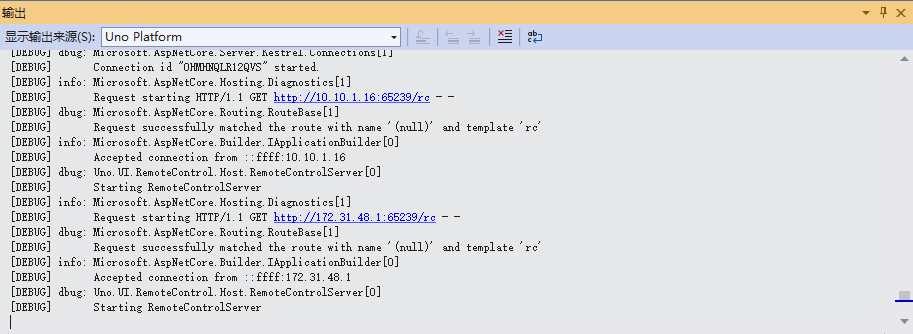 输出
显示输出来源(S): Uno Platform
[DEBUG] dbug: Microsoft.AspNetCore.Server.Kestrel.Connections[1]
[DEBUG] Connection id "0HMHNQLR12QVS" started.
[DEBUG] info: Microsoft.AspNetCore.Hosting.Diagnostics[1]
[DEBUG] Request starting HTTP/1.1 GET http://10.10.1.16:65239/rc - -
[DEBUG] dbug: Microsoft.AspNetCore.Routing.RouteBase[1]
[DEBUG] Request successfully matched the route with name '(null)' and template 'rc'
[DEBUG] info: Microsoft.AspNetCore.Builder.IApplicationBuilder[0]
[DEBUG] Accepted connection from ::ffff:10.10.1.16
[DEBUG] dbug: Uno.UI.RemoteControl.Host.RemoteControlServer[0]
[DEBUG] Starting RemoteControlServer
[DEBUG] info: Microsoft.AspNetCore.Hosting.Diagnostics[1]
[DEBUG] Request starting HTTP/1.1 GET http://172.31.48.1:65239/rc - -
[DEBUG] dbug: Microsoft.AspNetCore.Routing.RouteBase[1]
[DEBUG] Request successfully matched the route with name '(null)' and template 'rc'
[DEBUG] info: Microsoft.AspNetCore.Builder.IApplicationBuilder[0]
[DEBUG] Accepted connection from ::ffff:172.31.48.1
[DEBUG] dbug: Uno.UI.RemoteControl.Host.RemoteControlServer[0]
[DEBUG] Starting RemoteControlServer